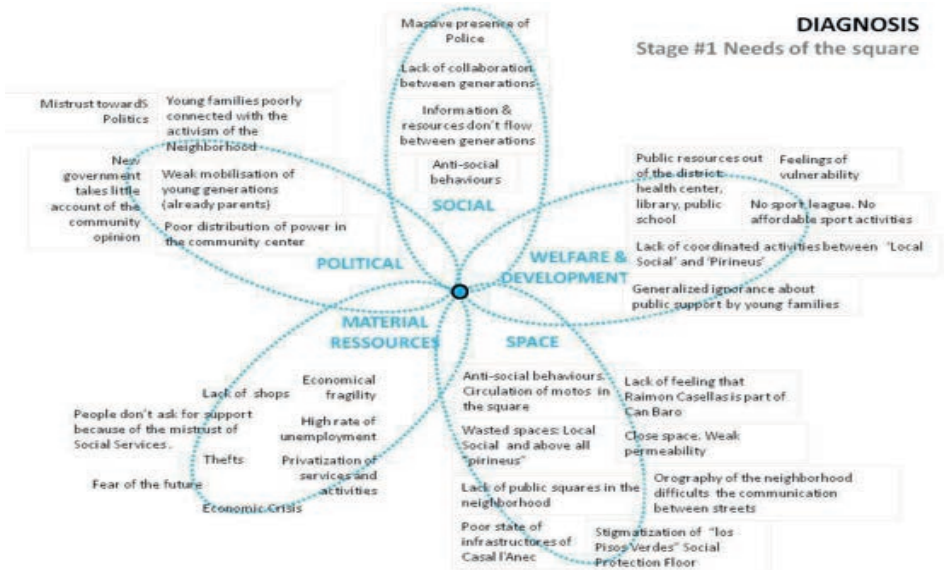 DIAGNOSIS
Stage #1 Needs of the square
Massive presence of
Police
Lack of collaboration
between generations
Information &
resources don't flow
between generations
Anti-social
behaviours
SOCIAL
Mistrust towardS
Politics
Young families poorly
connected with the
activism of the
Neighborhood
New
government
takes little
account of the
community
opinion
Weak mobilisation of
young generations
(already parents)
Poor distribution of power in
the community center
POLITICAL
Public resources out
of the district:
health center,
library, public
school
Feelings of
vulnerability
No sport league. No
affordable sport activities
Lack of coordinated activities between 'Local
Social' and 'Pirineus'
Generalized ignorance about
public support by young families
WELFARE &
DEVELOPMENT
MATERIAL
RESSOURCES
Lack of shops
Economical
fragility
People don't ask for support
because of the mistrust of
Social Services.
High rate of
unemployment
Thefts
Privatization of
services and
activities
Fear of the future
Economic Crisis
SPACE
Anti-social behaviours.
Circulation of motos in
the square
Lack of feeling that
Raimon Casellas is part of
Can Baro
Wasted spaces: Local
Social and above all
"pirineus"
Close space. Weak
permeability
Lack of public squares in the
neighborhood
Orography of the neighborhood
difficults the communication
between streets
Poor state of
infrastructores of
Casal l'Anec
Stigmatization of "los
Pisos Verdes" Social
Protection Floor